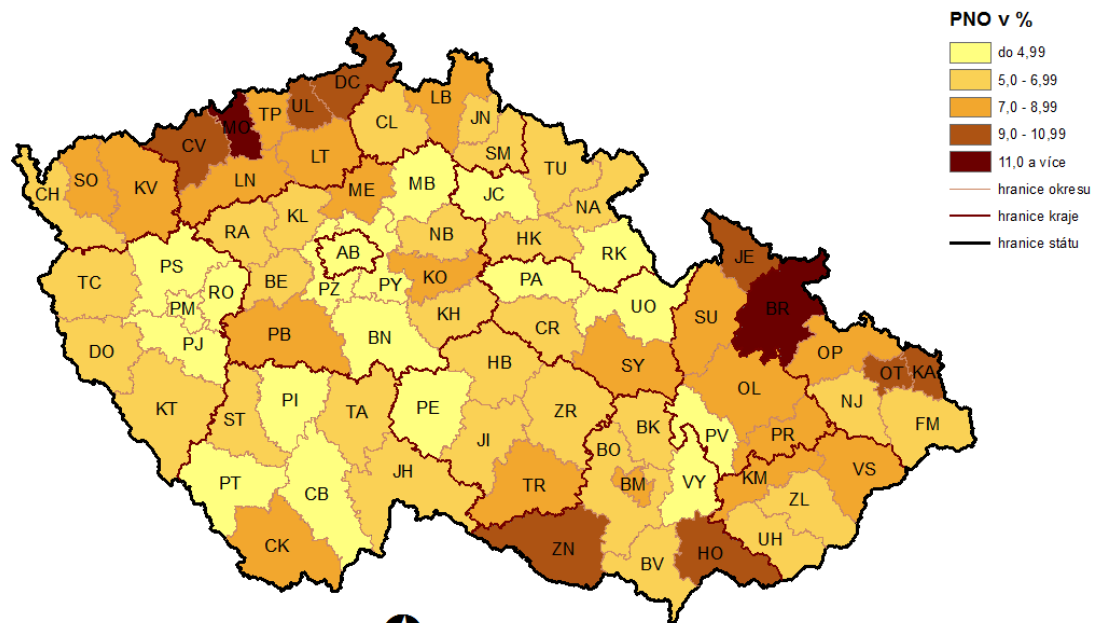 PNO v %
do 4,99
5,0 - 6,99
7,0 - 8,99
9,0 - 10,99
11,0 a více
hranice okresu
hranice kraje
hranice státu
DC
UL
LB
TP
MO
CL
JN
CV
LT
SM
TU
SO
KV
LN
ME
MB
JC
CH
NA
RA
KL
NB
HK
AB
RK
JE
PS
TC
RO
BE
PZ
PY
KO
PA
UO
BR
PM
KH
SU
PJ
PB
BN
CR
DO
OP
HB
SY
OT
KA
OL
KT
PI
NJ
ST
TA
PE
ZR
FM
BK
PV
PR
JI
BO
JH
VS
PT
TR
BM
VY
KM
CB
ZL
CK
ZN
UH
HO
BV